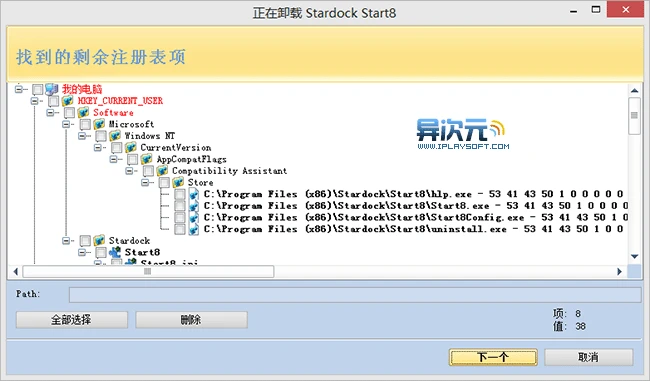 正在卸载 Stardock Start8
找到的剩余注册表项
我的电脑
HKEY_CURRENT_USER
Software
Microsoft
Windows NT
CurrentVersion
AppCompatFlags
Compatibility Assistant
Store
C:\Program Files (x86)\Stardock\Start8\hlp.exe - 53 41 43 50 1 0 0 0 0 0
C:\Program Files (x86)\Stardock\Start8\Start8.exe - 53 41 43 50 1 0 0
C:\Program Files (x86)\Stardock\Start8\Start8Config.exe - 53 41 43 50 1
C:\Program Files (x86)\Stardock\Start8\uninstall.exe - 53 41 43 50 1 0 0
Stardock
Start8
Start8.ini
异次元
WWW.IPLAYSOFT.COM
Path:
全部选择
删除
项: 8
值: 38
下一个
取消